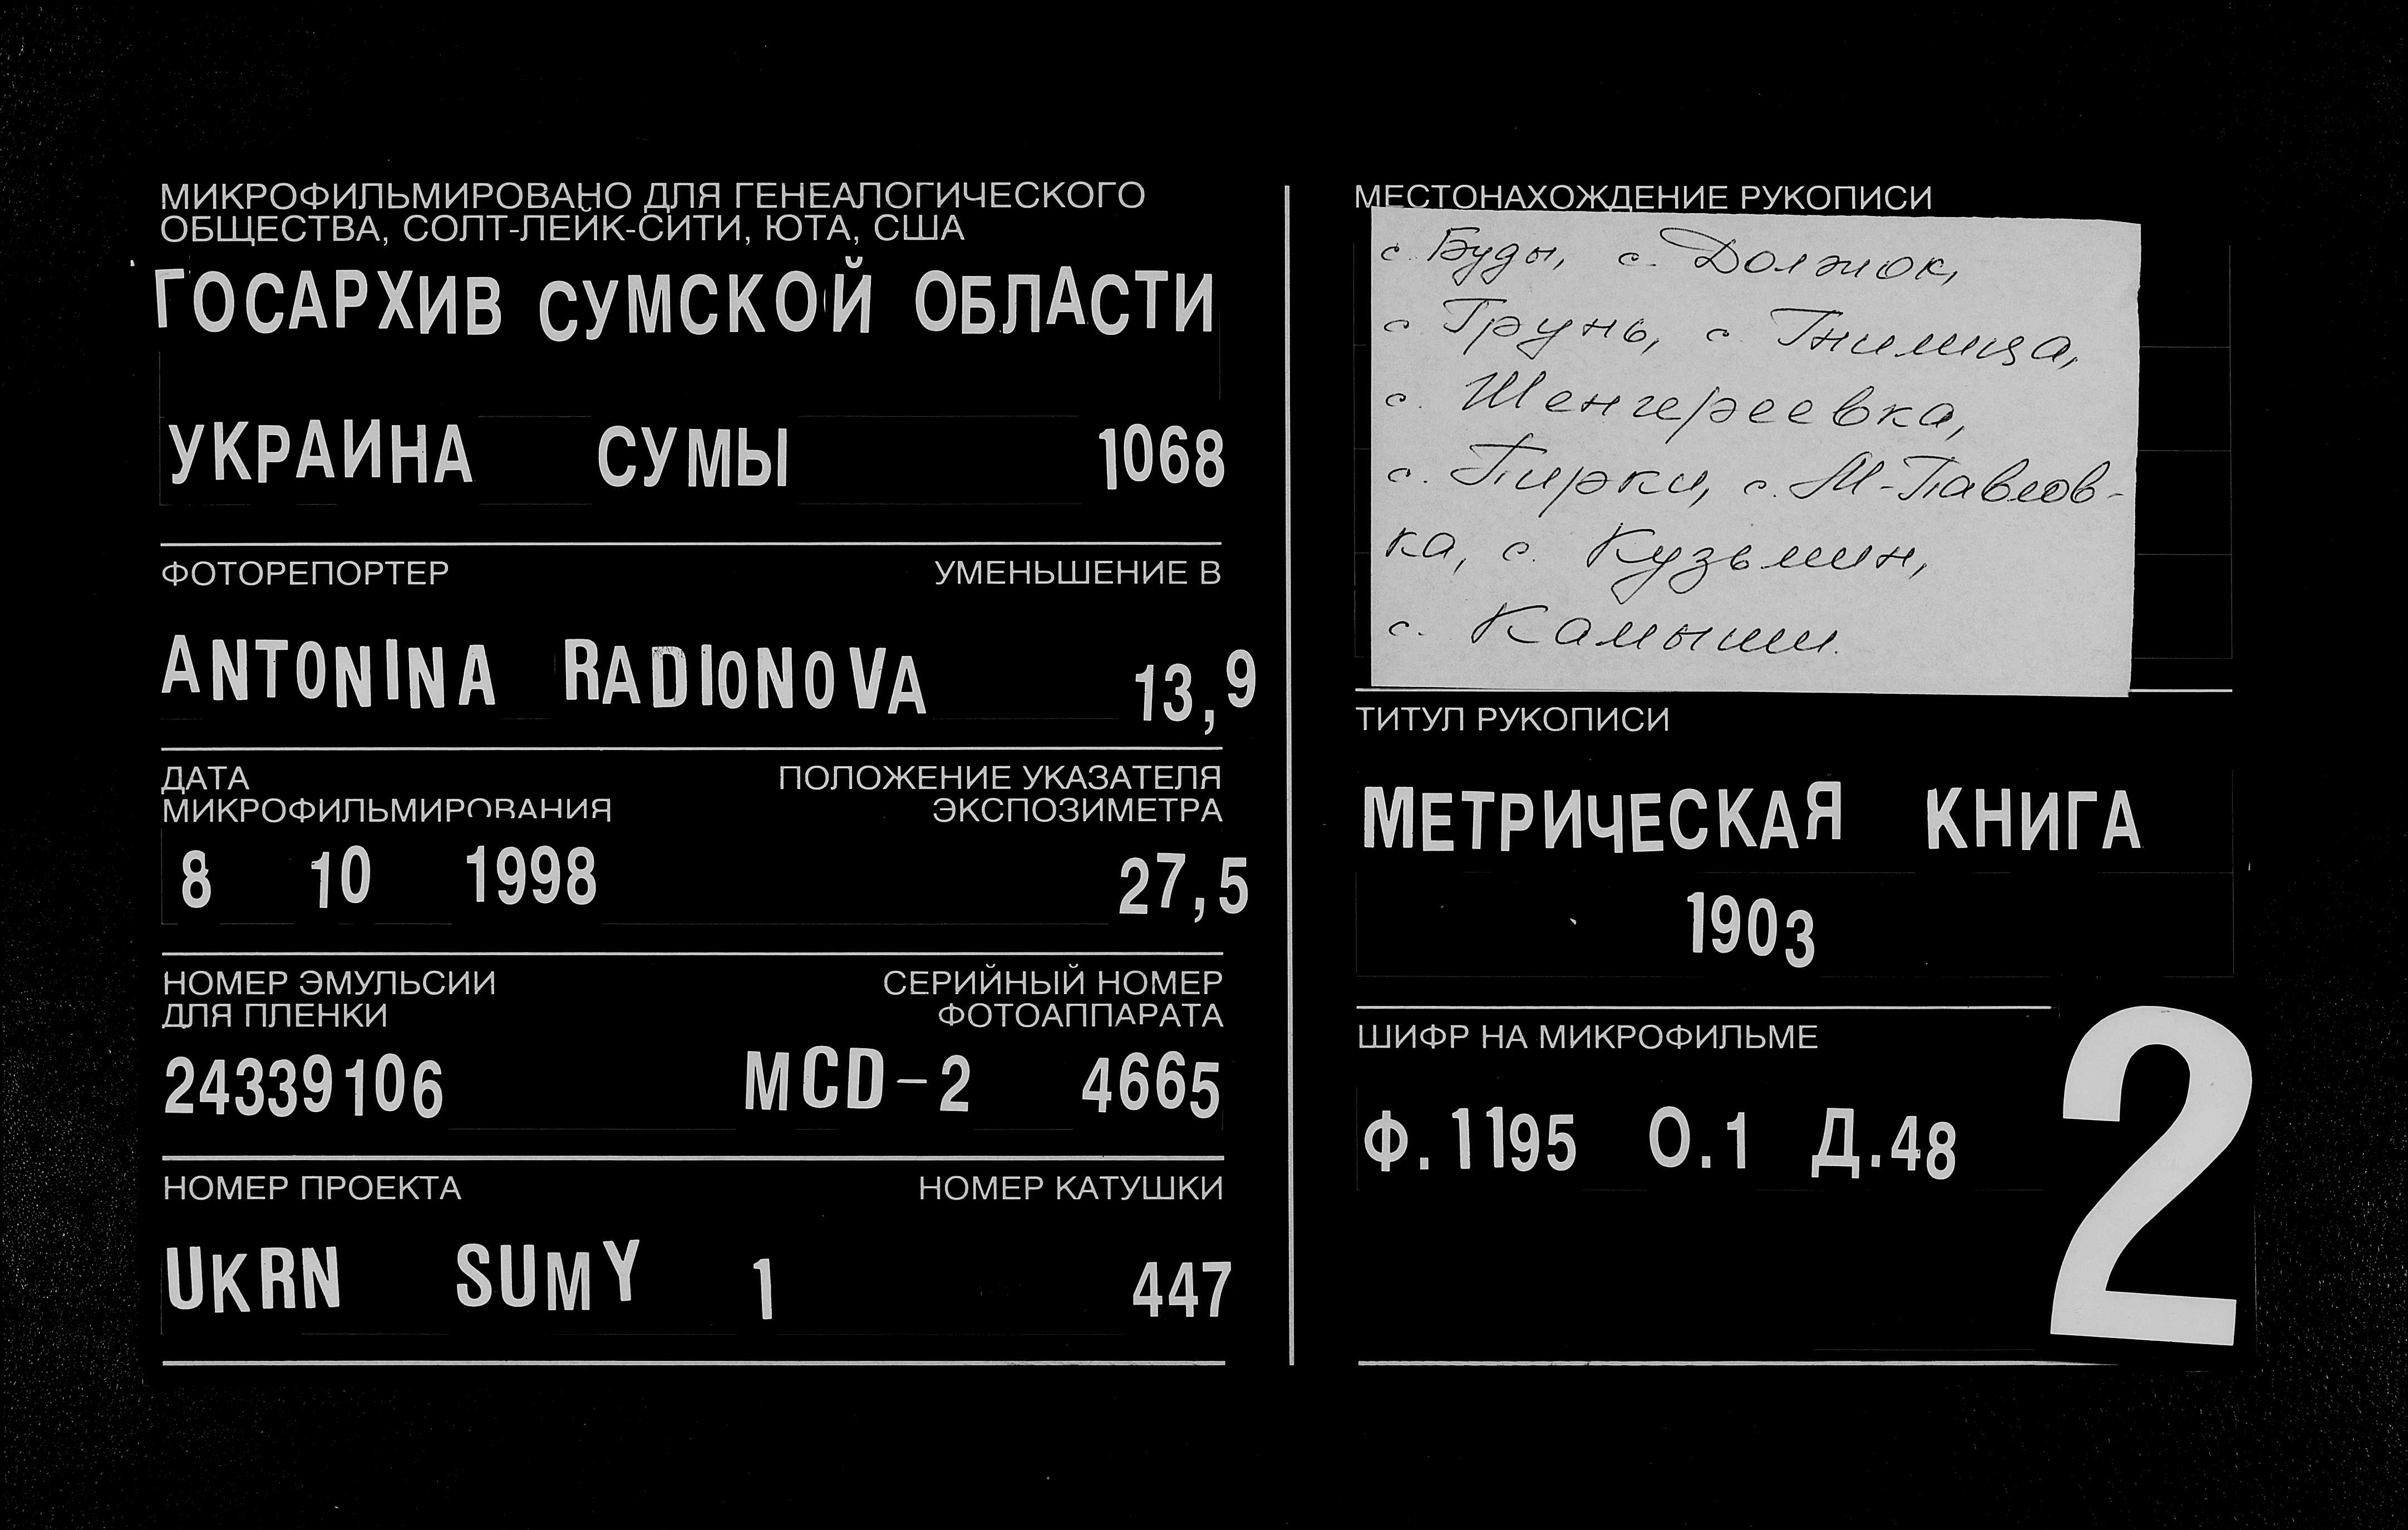 МИКРОФИЛЬМИРОВАНО ДЛЯ ГЕНЕАЛОГИЧЕСКОГО
ОБЩЕСТВА, СОЛТ-ЛЕЙК-СИТИ, ЮТА, США
ГОСАРХИВ СУМСКОЙ ОБЛАСТИ
УКРАИНА СУМЫ 1068
ФОТОРЕПОРТЕР УМЕНЬШЕНИЕ В
ANTONINA RADIONOVA 13,9
ДАТА ПОЛОЖЕНИЕ УКАЗАТЕЛЯ
МИКРОФИЛЬМИРОВАНИЯ ЭКСПОЗИМЕТРА
8 10 1998 27,5
НОМЕР ЭМУЛЬСИИ СЕРИЙНЫЙ НОМЕР
ДЛЯ ПЛЕНКИ ФОТОАППАРАТА
24339106 MCD-2 4665
НОМЕР ПРОЕКТА НОМЕР КАТУШКИ
UKRN SUMY 1 447
МЕСТОНАХОЖДЕНИЕ РУКОПИСИ
с. Буды, с. Должок,
с. Грунь, с. Гнилица,
с. Шенгереевка,
с. Пирки, с. М-Павлов-
ка, с. Кузьмин,
с. Камыши.
ТИТУЛ РУКОПИСИ
МЕТРИЧЕСКАЯ КНИГА
1903
ШИФР НА МИКРОФИЛЬМЕ
Ф.1195 О.1 Д.48
2